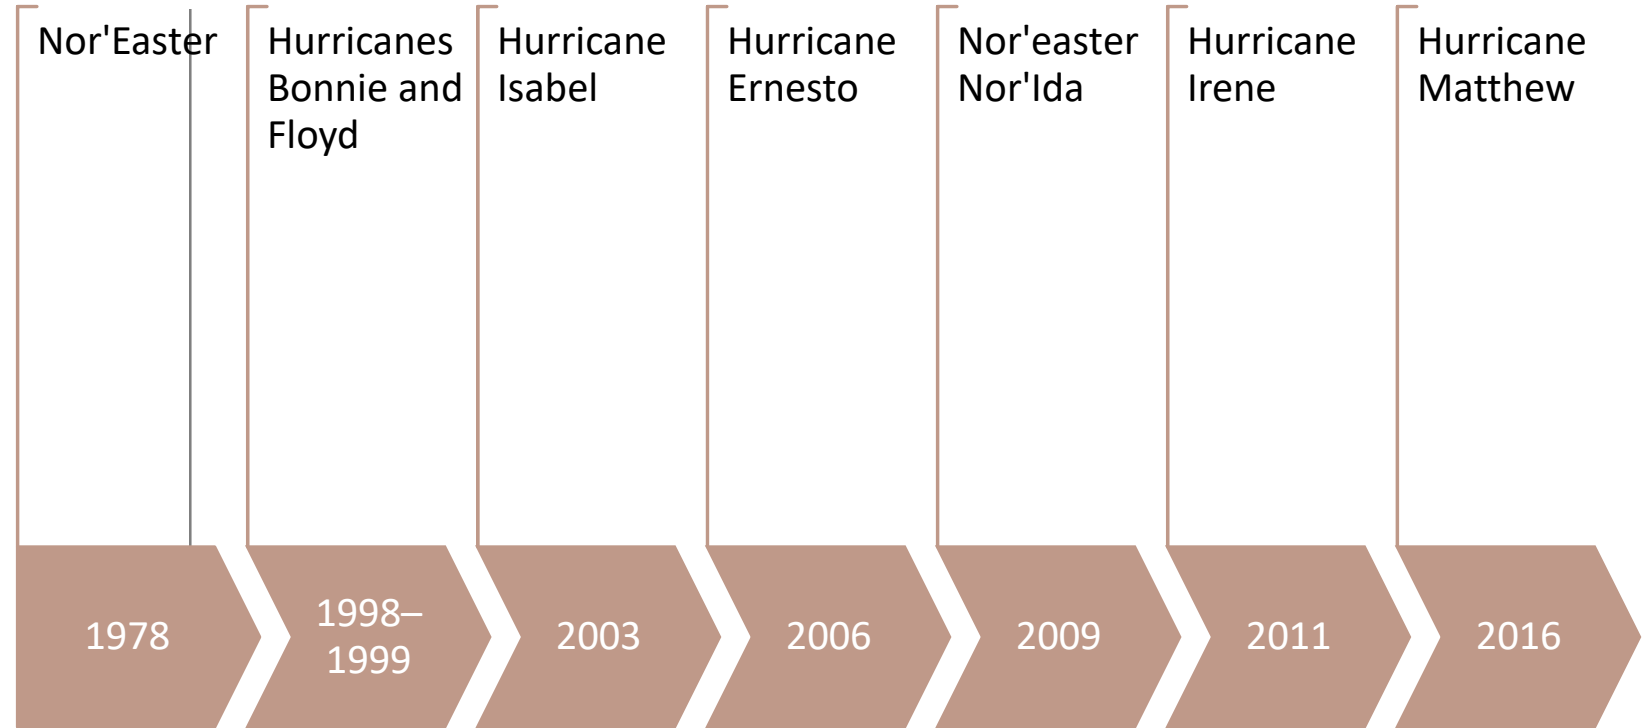 Nor'Easter
Hurricanes
Bonnie and
Floyd
Hurricane
Isabel
Hurricane
Ernesto
Nor'easter
Nor'Ida
Hurricane
Irene
Hurricane
Matthew
1978
1998–
1999
2003
2006
2009
2011
2016